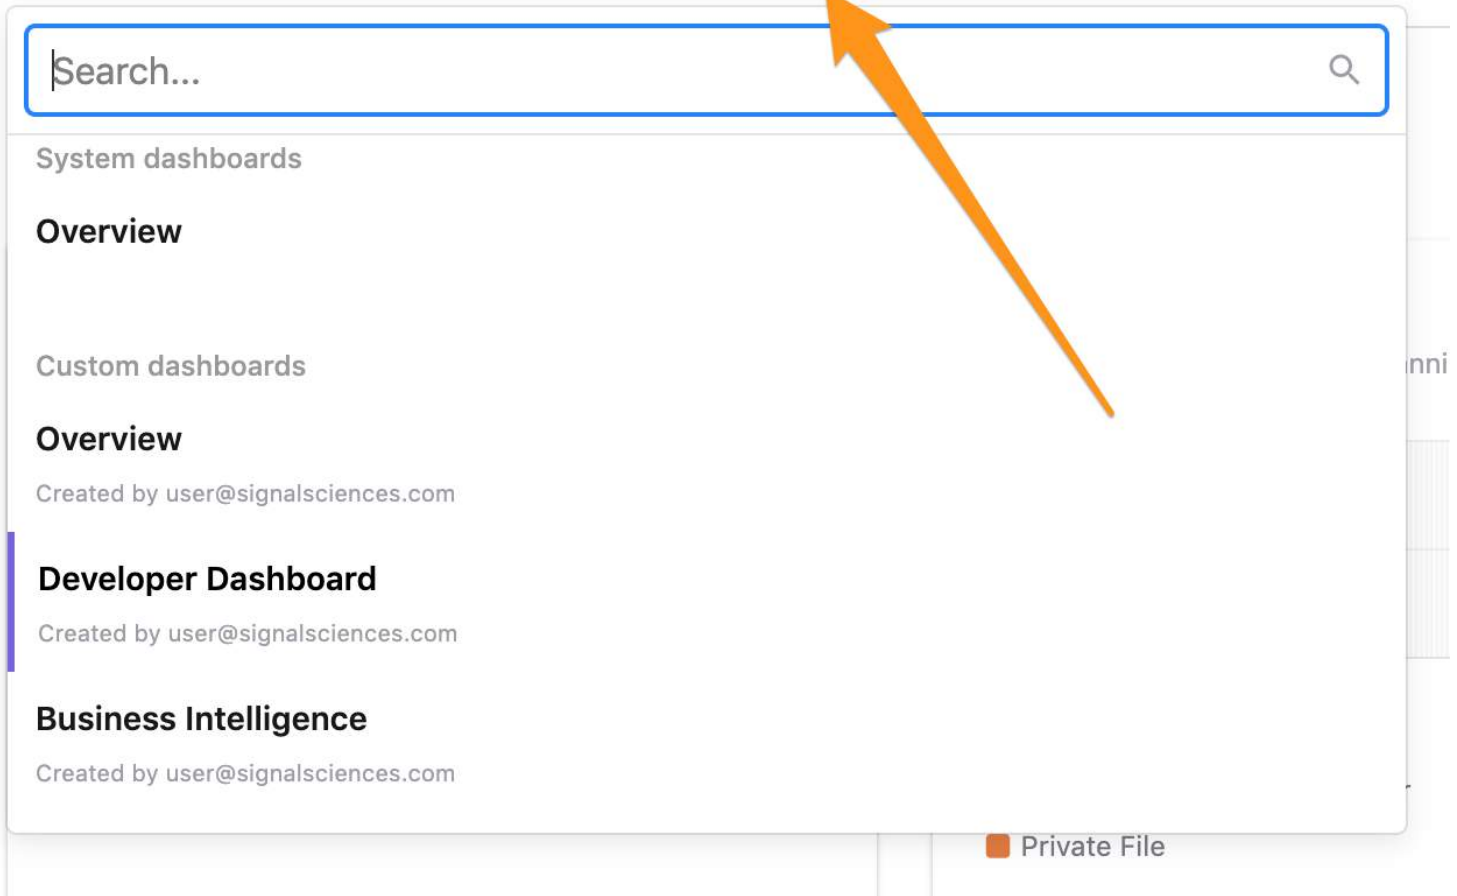 Search...
System dashboards
Overview
Custom dashboards
Overview
Created by user@signalsciences.com
Developer Dashboard
Created by user@signalsciences.com
Business Intelligence
Created by user@signalsciences.com
Private File